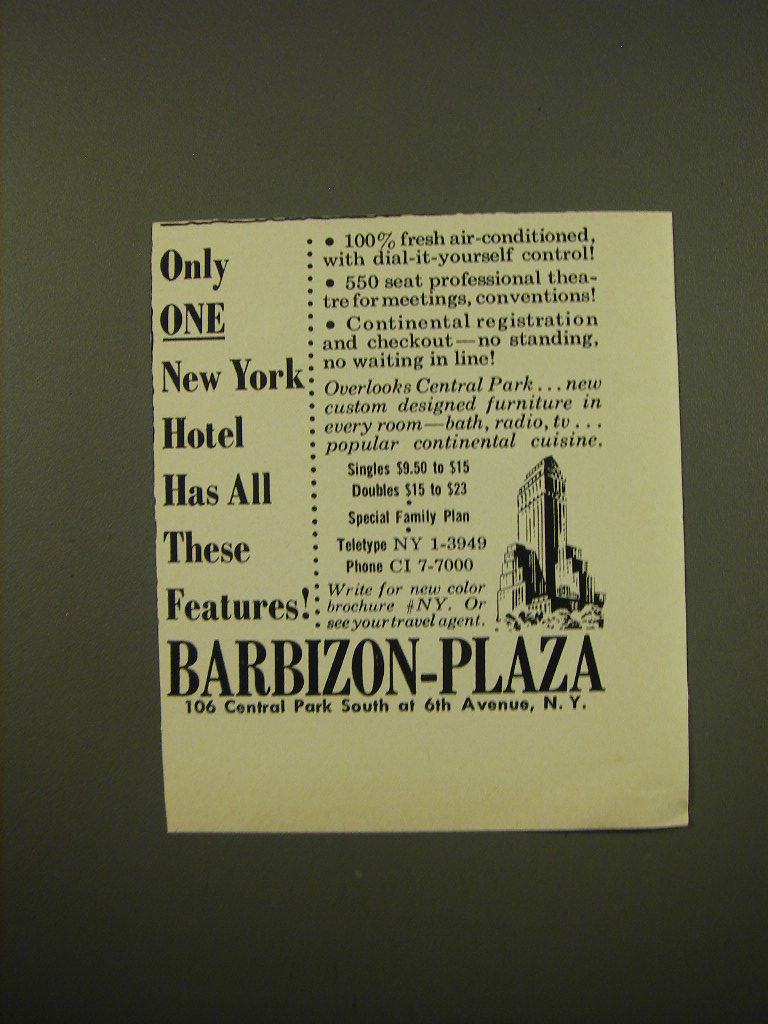 Only
ONE
New York
Hotel
Has All
These
Features!
• 100% fresh air-conditioned,
with dial-it-yourself control!
• 550 seat professional thea-
tre for meetings, conventions!
• Continental registration
and checkout—no standing,
no waiting in line!
Overlooks Central Park . . . new
custom designed furniture in
every room—bath, radio, tv . . .
popular continental cuisine.
Singles $9.50 to $15
Doubles $15 to $23
•
Special Family Plan
•
Teletype NY 1-3949
Phone CI 7-7000
Write for new color
brochure #NY. Or
see your travel agent.
BARBIZON-PLAZA
106 Central Park South at 6th Avenue, N. Y.